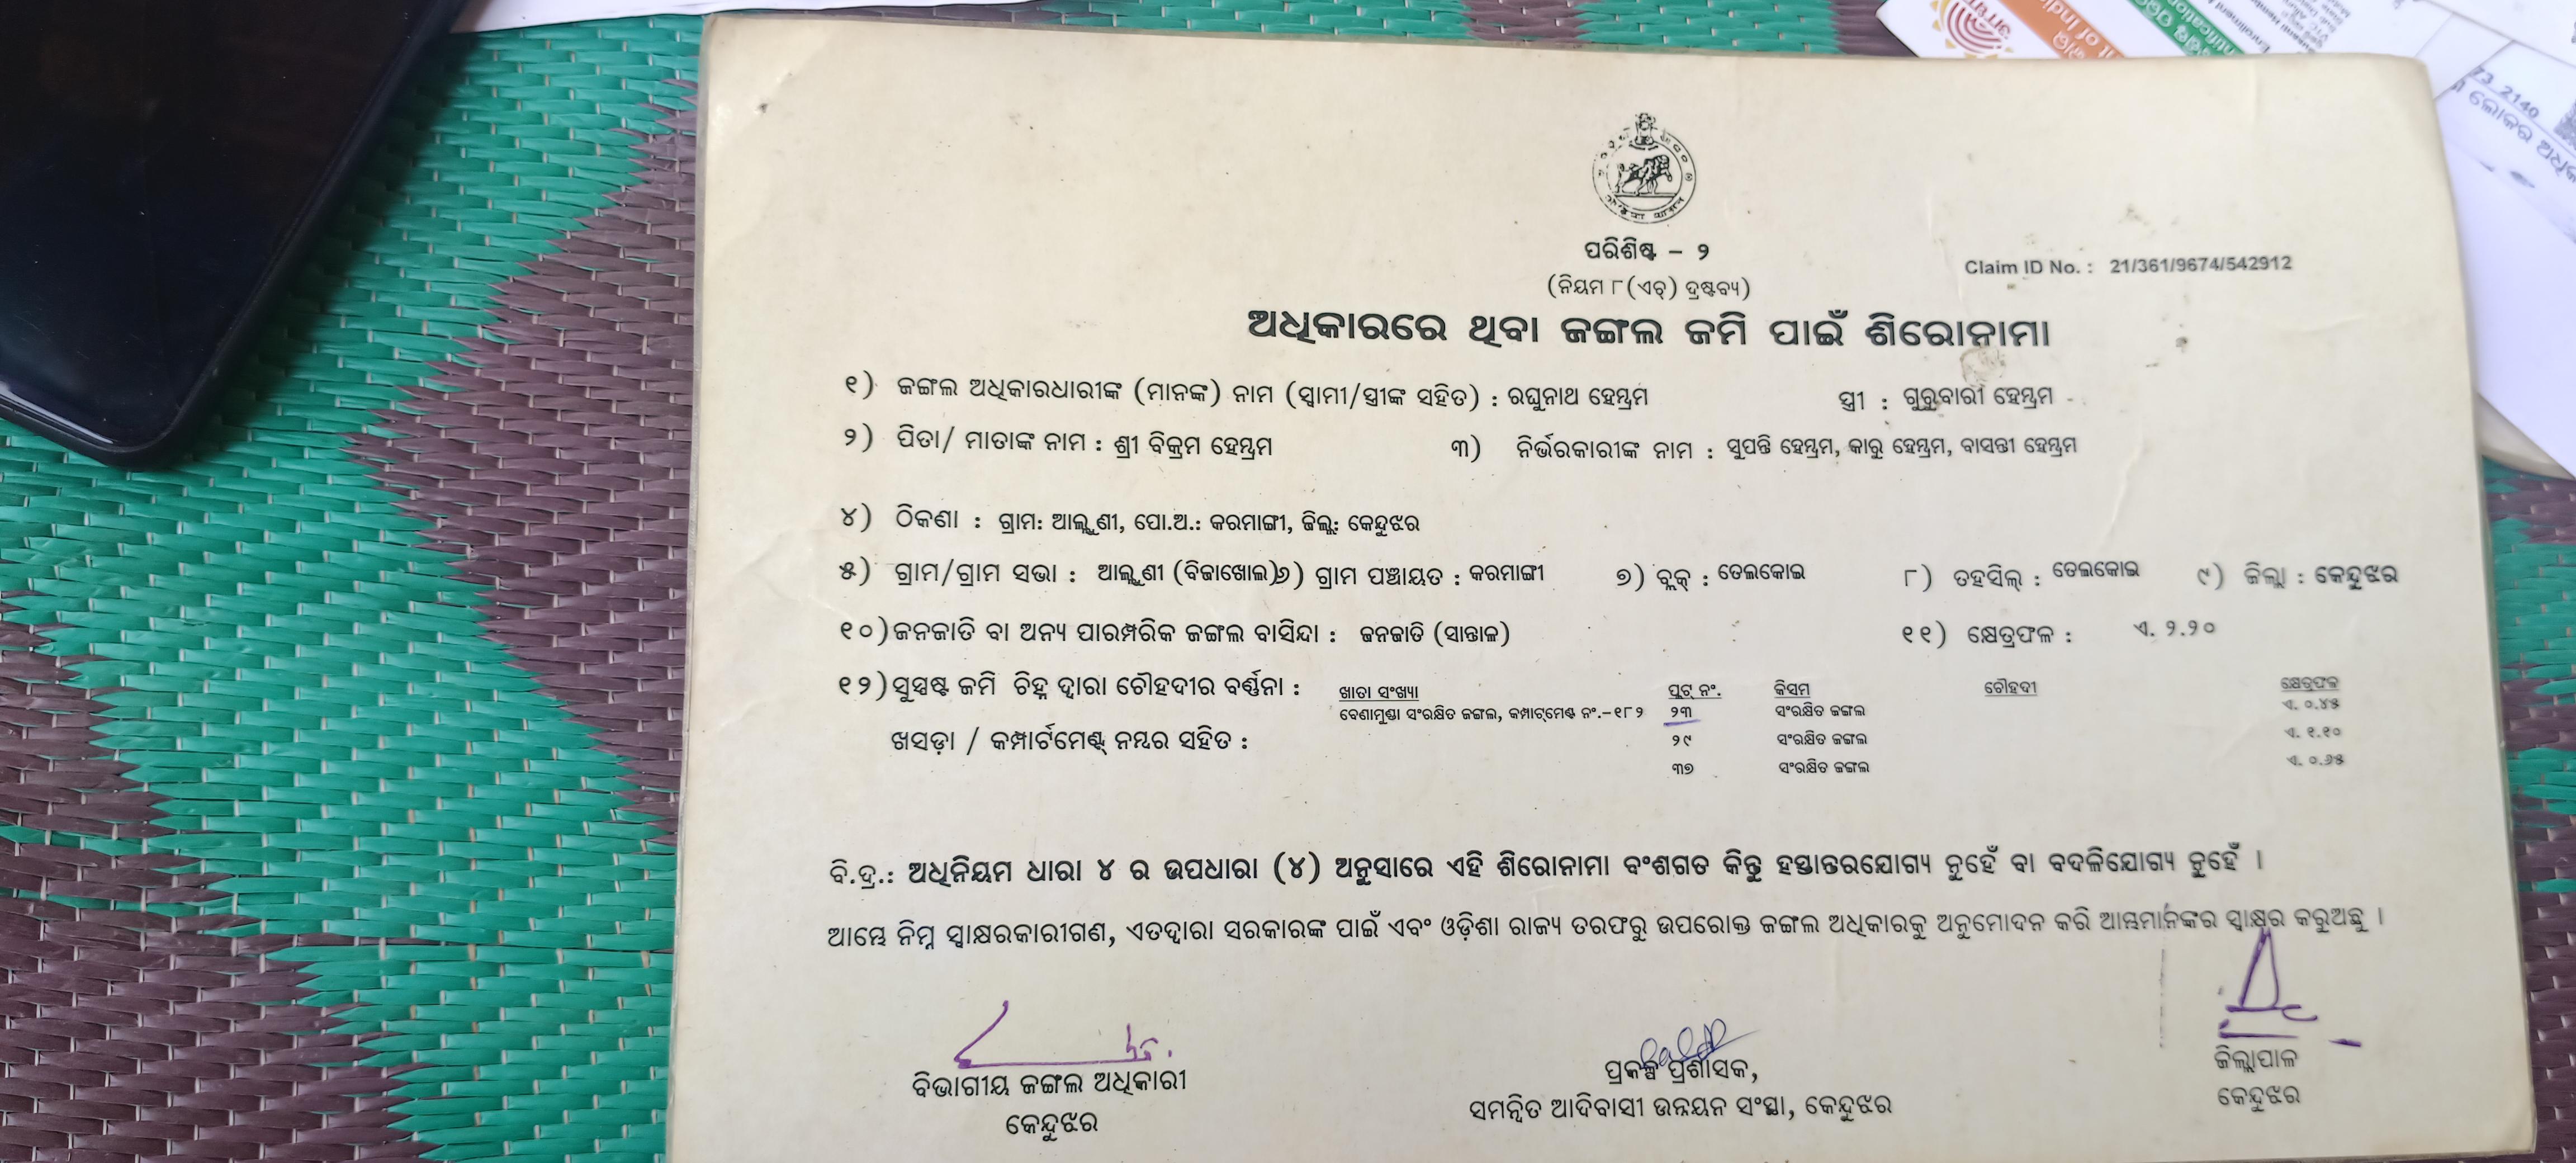 ପରିଶିଷ୍ଟ – ୨
Claim ID No. : 21/361/9674/542912
(ନିୟମ ୮(ଏଚ୍) ଦ୍ରଷ୍ଟବ୍ୟ)
ଅଧିକାରରେ ଥିବା ଜଙ୍ଗଲ ଜମି ପାଇଁ ଶିରୋନାମା
୧) ଜଙ୍ଗଲ ଅଧିକାରଧାରୀଙ୍କ (ମାନଙ୍କ) ନାମ (ସ୍ୱାମୀ/ସ୍ତ୍ରୀଙ୍କ ସହିତ) : ରଘୁନାଥ ହେମ୍ବ୍ରମ ସ୍ତ୍ରୀ : ଗୁରୁବାରୀ ହେମ୍ବ୍ରମ
୨) ପିତା/ ମାତାଙ୍କ ନାମ : ଶ୍ରୀ ବିକ୍ରମ ହେମ୍ବ୍ରମ ୩) ନିର୍ଭରକାରୀଙ୍କ ନାମ : ସୁପନ୍ତି ହେମ୍ବ୍ରମ, କାରୁ ହେମ୍ବ୍ରମ, ବାସନ୍ତୀ ହେମ୍ବ୍ରମ
୪) ଠିକଣା : ଗ୍ରାମ: ଆଲୁଣୀ, ପୋ.ଅ.: କରମାଙ୍ଗୀ, ଜିଲ୍ଲା: କେନ୍ଦୁଝର
୫) ଗ୍ରାମ/ଗ୍ରାମ ସଭା : ଆଲୁଣୀ (ବିଜାଖୋଲ) ୬) ଗ୍ରାମ ପଞ୍ଚାୟତ : କରମାଙ୍ଗୀ ୭) ବ୍ଲକ୍ : ତେଲକୋଇ ୮) ତହସିଲ୍ : ତେଲକୋଇ ୯) ଜିଲ୍ଲା : କେନ୍ଦୁଝର
୧୦) ଜନଜାତି ବା ଅନ୍ୟ ପାରମ୍ପରିକ ଜଙ୍ଗଲ ବାସିନ୍ଦା : ଜନଜାତି (ସାନ୍ତାଳ) ୧୧) କ୍ଷେତ୍ରଫଳ : ଏ. ୨.୨୦
୧୨) ସୁସ୍ପଷ୍ଟ ଜମି ଚିହ୍ନ ଦ୍ୱାରା ଚୌହଦୀର ବର୍ଣ୍ଣନା : ଖାତା ସଂଖ୍ୟା ପ୍ଲଟ୍ ନଂ. କିସମ ଚୌହଦୀ କ୍ଷେତ୍ରଫଳ
ବେଣାମୁଣ୍ଡା ସଂରକ୍ଷିତ ଜଙ୍ଗଲ, କମ୍ପାଟ୍‌ମେଣ୍ଟ ନଂ.-୧୮୨ ୨୩ ସଂରକ୍ଷିତ ଜଙ୍ଗଲ ଏ. ୦.୪୫
ଖସଡ଼ା / କମ୍ପାର୍ଟମେଣ୍ଟ୍ ନମ୍ବର ସହିତ : ୨୯ ସଂରକ୍ଷିତ ଜଙ୍ଗଲ ଏ. ୧.୧୦
୩୭ ସଂରକ୍ଷିତ ଜଙ୍ଗଲ ଏ. ୦.୬୫
ବି.ଦ୍ର.: ଅଧିନିୟମ ଧାରା ୪ ର ଉପଧାରା (୪) ଅନୁସାରେ ଏହି ଶିରୋନାମା ବଂଶଗତ କିନ୍ତୁ ହସ୍ତାନ୍ତରଯୋଗ୍ୟ ନୁହେଁ ବା ବଦଳିଯୋଗ୍ୟ ନୁହେଁ ।
ଆମ୍ଭେ ନିମ୍ନ ସ୍ୱାକ୍ଷରକାରୀଗଣ, ଏତଦ୍ୱାରା ସରକାରଙ୍କ ପାଇଁ ଏବଂ ଓଡ଼ିଶା ରାଜ୍ୟ ତରଫରୁ ଉପରୋକ୍ତ ଜଙ୍ଗଲ ଅଧିକାରକୁ ଅନୁମୋଦନ କରି ଆମ୍ଭମାନଙ୍କର ସ୍ୱାକ୍ଷର କରୁଅଛୁ ।
ବିଭାଗୀୟ ଜଙ୍ଗଲ ଅଧିକାରୀ
କେନ୍ଦୁଝର
ପ୍ରକଳ୍ପ ପ୍ରଶାସକ,
ସମନ୍ୱିତ ଆଦିବାସୀ ଉନ୍ନୟନ ସଂସ୍ଥା, କେନ୍ଦୁଝର
ଜିଲ୍ଲାପାଳ
କେନ୍ଦୁଝର